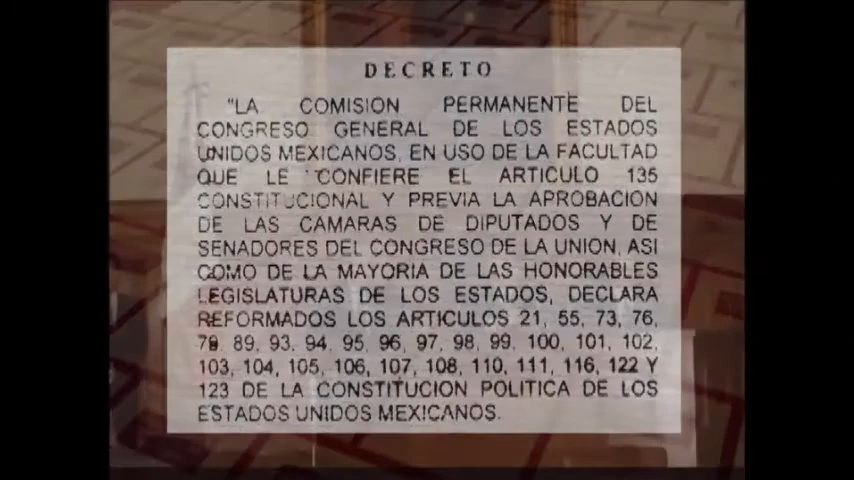 DECRETO
"LA COMISION PERMANENTE DEL
CONGRESO GENERAL DE LOS ESTADOS
UNIDOS MEXICANOS, EN USO DE LA FACULTAD
QUE LE CONFIERE EL ARTICULO 135
CONSTITUCIONAL Y PREVIA LA APROBACION
DE LAS CAMARAS DE DIPUTADOS Y DE
SENADORES DEL CONGRESO DE LA UNION, ASI
COMO DE LA MAYORIA DE LAS HONORABLES
LEGISLATURAS DE LOS ESTADOS, DECLARA
REFORMADOS LOS ARTICULOS 21, 55, 73, 76,
79, 89, 93, 94, 95, 96, 97, 98, 99, 100, 101, 102,
103, 104, 105, 106, 107, 108, 110, 111, 116, 122 Y
123 DE LA CONSTITUCION POLITICA DE LOS
ESTADOS UNIDOS MEXICANOS.